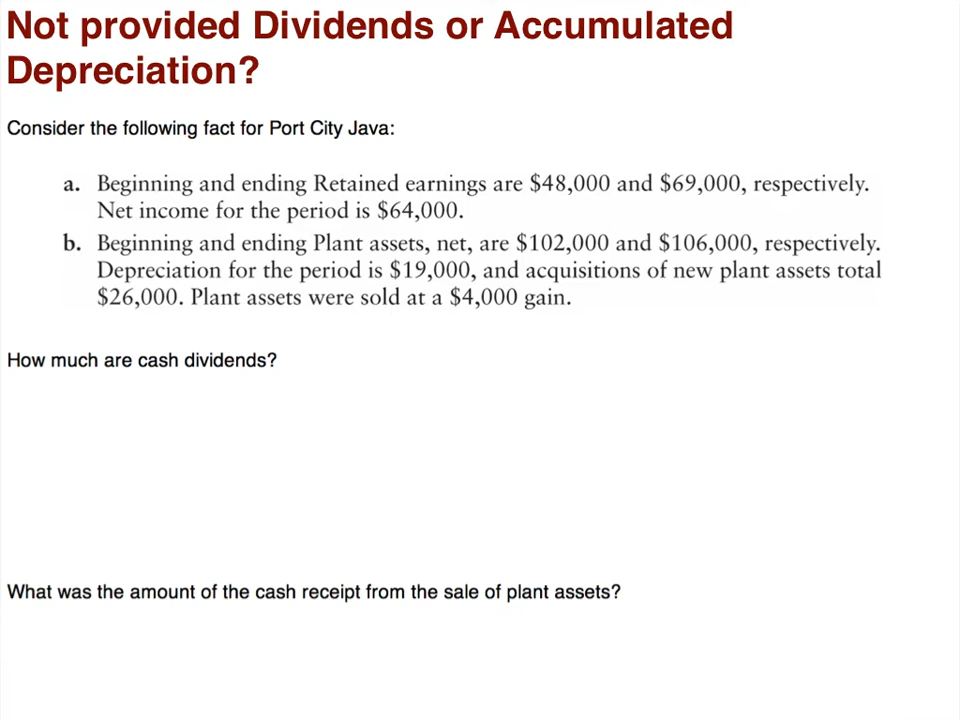 Not provided Dividends or Accumulated
Depreciation?
Consider the following fact for Port City Java:
a. Beginning and ending Retained earnings are $48,000 and $69,000, respectively.
Net income for the period is $64,000.
b. Beginning and ending Plant assets, net, are $102,000 and $106,000, respectively.
Depreciation for the period is $19,000, and acquisitions of new plant assets total
$26,000. Plant assets were sold at a $4,000 gain.
How much are cash dividends?
What was the amount of the cash receipt from the sale of plant assets?